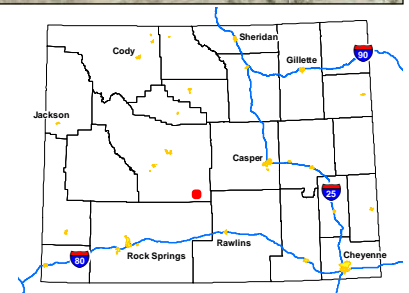 Sheridan
Cody
90
Gillette
Jackson
Casper
25
Rawlins
Cheyenne
Rock Springs
80